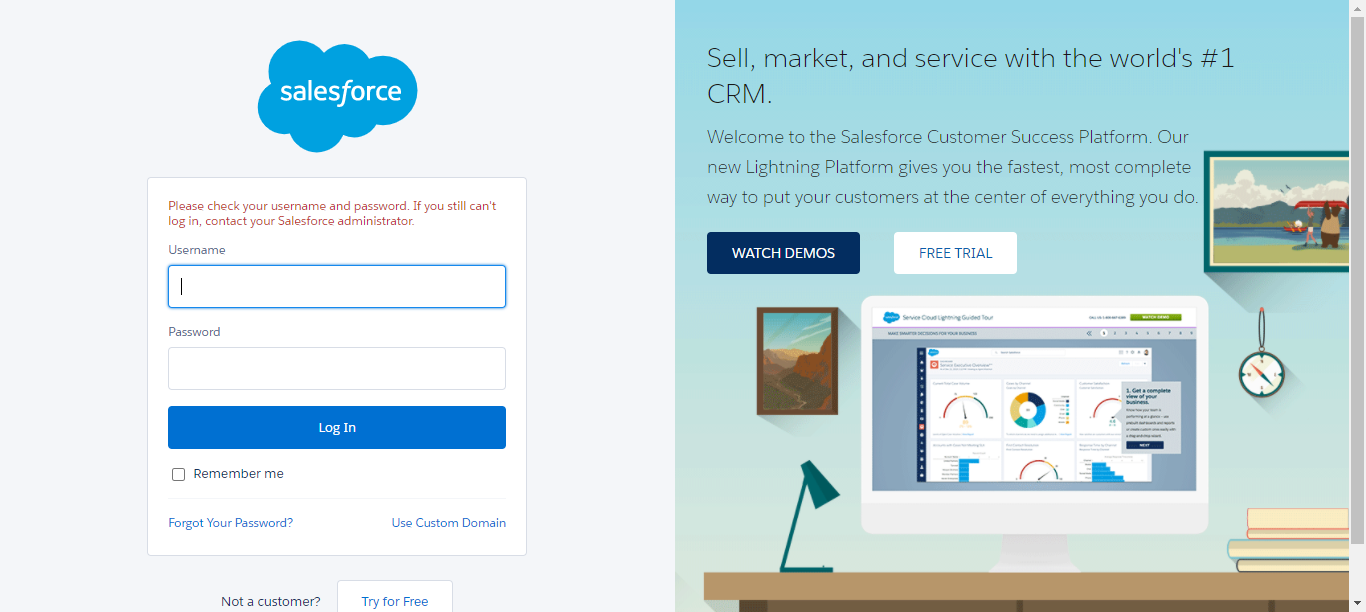 salesforce
Please check your username and password. If you still can't
log in, contact your Salesforce administrator.
Username
Password
Log In
Remember me
Forgot Your Password?
Use Custom Domain
Not a customer?
Try for Free
Sell, market, and service with the world's #1
CRM.
Welcome to the Salesforce Customer Success Platform. Our
new Lightning Platform gives you the fastest, most complete
way to put your customers at the center of everything you do.
WATCH DEMOS
FREE TRIAL
Service Cloud Lightning Guided Tour
WATCH DEMO
MAKE SMARTER DECISIONS FOR YOUR BUSINESS
1. Get a complete
view of your
business.
NEXT